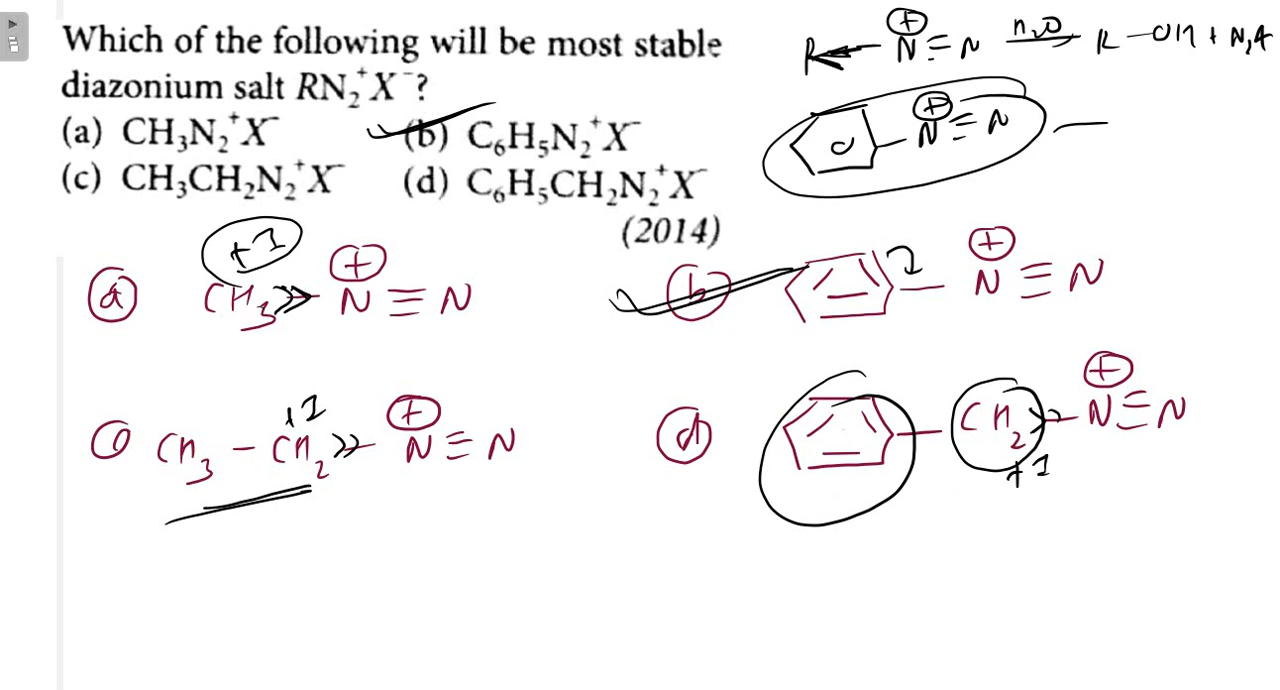 Which of the following will be most stable
diazonium salt RN₂⁺X⁻?
(a) CH₃N₂⁺X⁻ (b) C₆H₅N₂⁺X⁻
(c) CH₃CH₂N₂⁺X⁻ (d) C₆H₅CH₂N₂⁺X⁻
(2014)
R – N⁺ ≡ N H₂O → R – OH + N₂↑
N⁺ ≡ N
+I
(a) CH₃ – N⁺ ≡ N
(b) N⁺ ≡ N
+I
(c) CH₃ – CH₂ – N⁺ ≡ N
(d) CH₂ – N⁺ ≡ N
+I